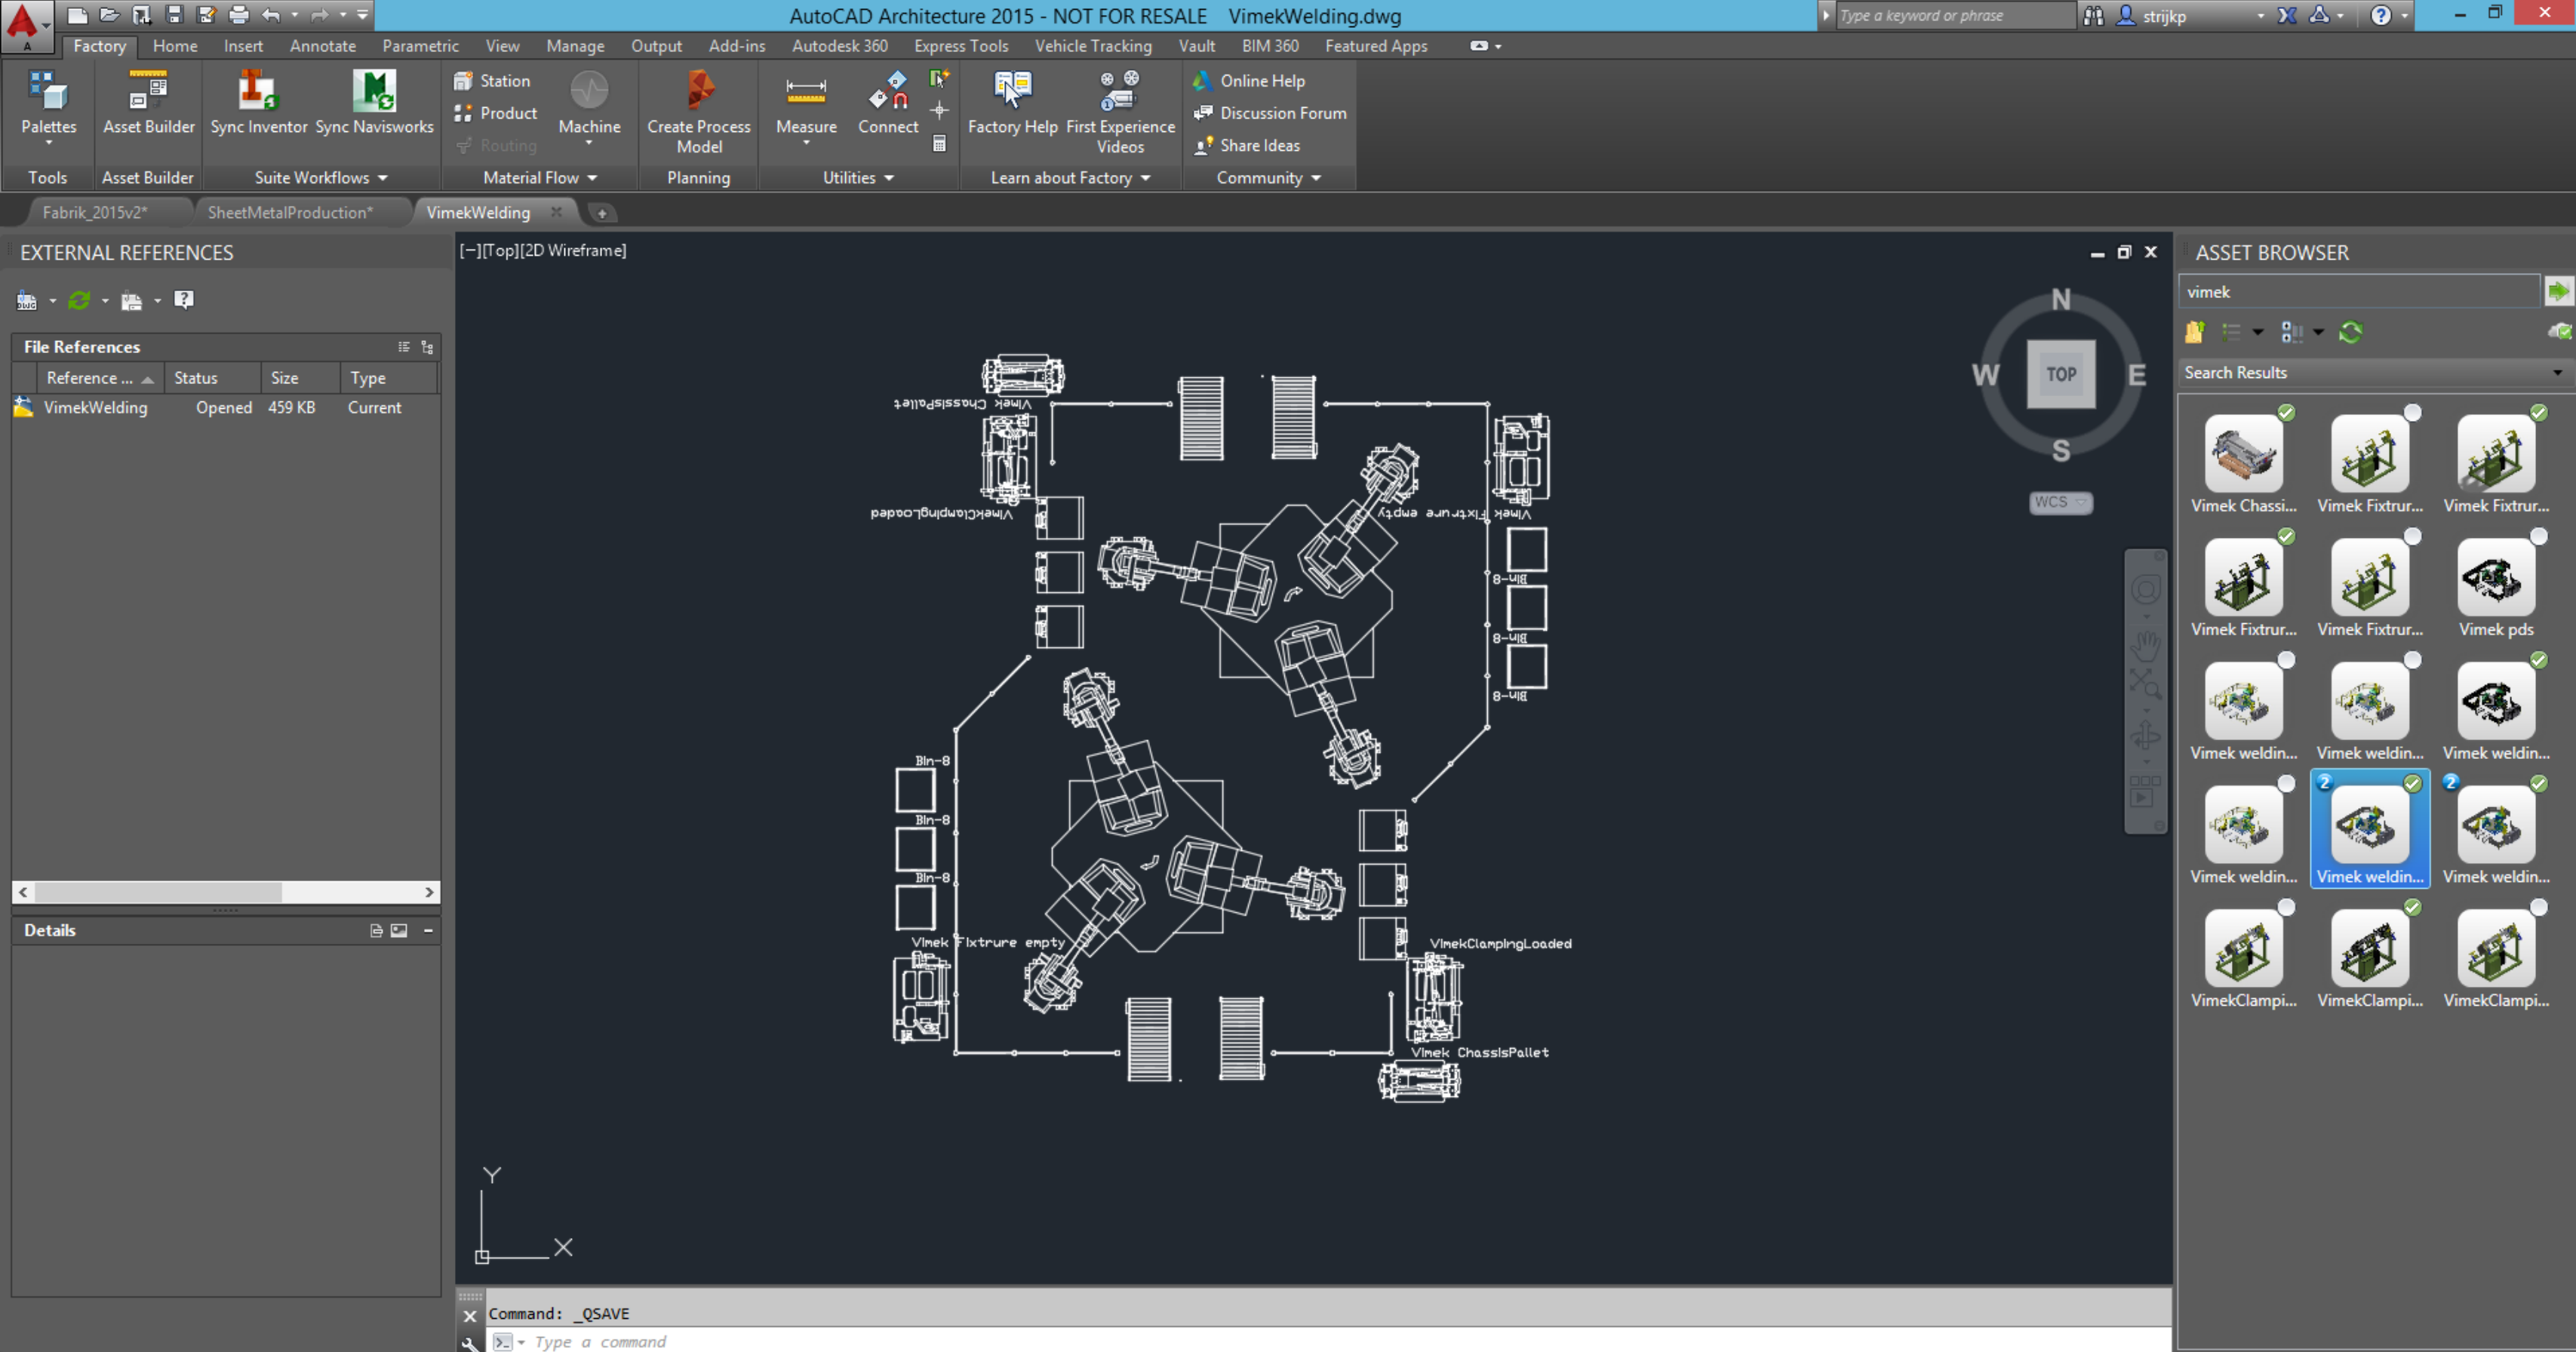 AutoCAD Architecture 2015 - NOT FOR RESALE VimekWelding.dwg
Type a keyword or phrase
strijkp
A
Factory Home Insert Annotate Parametric View Manage Output Add-ins Autodesk 360 Express Tools Vehicle Tracking Vault BIM 360 Featured Apps
Palettes
Asset Builder
Sync Inventor
Sync Navisworks
Station
Product
Routing
Machine
Create Process
Model
Measure
Connect
Factory Help
First Experience
Videos
Online Help
Discussion Forum
Share Ideas
Tools Asset Builder Suite Workflows Material Flow Planning Utilities Learn about Factory Community
Fabrik_2015v2* SheetMetalProduction* VimekWelding
EXTERNAL REFERENCES
DWG
File References
Reference ... Status Size Type
VimekWelding Opened 459 KB Current
Details
[−][Top][2D Wireframe]
N
W TOP E
S
WCS
Vimek ChassisPallet
VimekClampingLoaded
Vimek Fixtrure empty
Bin-8
Bin-8
Bin-8
Bin-8
Bin-8
Bin-8
Vimek Fixtrure empty
VimekClampingLoaded
Vimek ChassisPallet
Y
X
Command: _QSAVE
Type a command
ASSET BROWSER
vimek
Search Results
Vimek Chassi... Vimek Fixtrur... Vimek Fixtrur...
Vimek Fixtrur... Vimek Fixtrur... Vimek pds
Vimek weldin... Vimek weldin... Vimek weldin...
2 2
Vimek weldin... Vimek weldin... Vimek weldin...
VimekClampi... VimekClampi... VimekClampi...